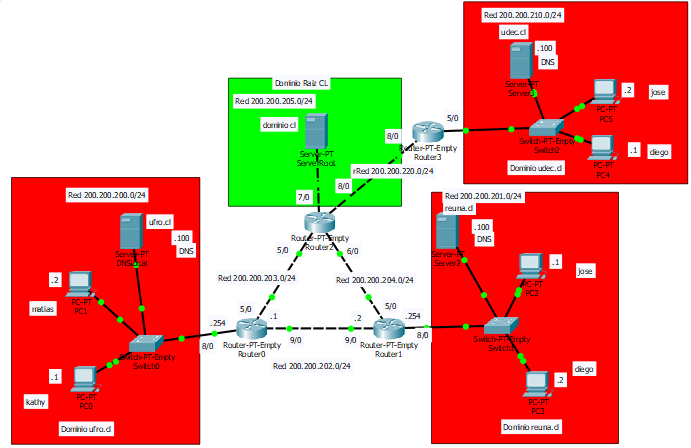 Red 200.200.210.0/24
udec.cl
.100
DNS
Server-PT
Server3
.2
jose
PC-PT
PC5
5/0
Switch-PT-Empty
Switch2
.1
diego
PC-PT
PC4
Dominio udec.cl
Dominio Raiz CL
Red 200.200.205.0/24
dominio cl
Server-PT
ServerRoot
8/0
Router-PT-Empty
Router3
rRed 200.200.220.0/24
8/0
7/0
Router-PT-Empty
Router2
5/0
6/0
Red 200.200.200.0/24
ufro.cl
.100
DNS
Server-PT
DNSlocal
.2
PC-PT
PC1
matias
Switch-PT-Empty
Switch0
.1
PC-PT
PC0
kathy
Dominio ufro.cl
Red 200.200.203.0/24
Red 200.200.204.0/24
5/0
.1
.254
8/0
Router-PT-Empty
Router0
9/0
Red 200.200.202.0/24
5/0
.2
.254
9/0
Router-PT-Empty
Router1
8/0
Red 200.200.201.0/24
reuna.cl
.100
DNS
Server-PT
Server2
.1
jose
PC-PT
PC2
Switch-PT-Empty
Switch1
diego
.2
PC-PT
PC3
Dominio reuna.cl